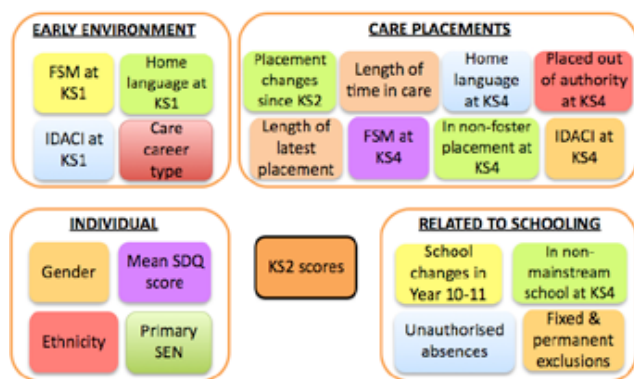 EARLY ENVIRONMENT
FSM at
KS1
Home
language at
KS1
IDACI at
KS1
Care
career
type
CARE PLACEMENTS
Placement
changes
since KS2
Length of
time in care
Home
language at
KS4
Placed out
of authority
at KS4
Length of
latest
placement
FSM at
KS4
In non-foster
placement at
KS4
IDACI at
KS4
INDIVIDUAL
Gender
Mean SDQ
score
Ethnicity
Primary
SEN
KS2 scores
RELATED TO SCHOOLING
School
changes in
Year 10-11
In non-
mainstream
school at KS4
Unauthorised
absences
Fixed &
permanent
exclusions